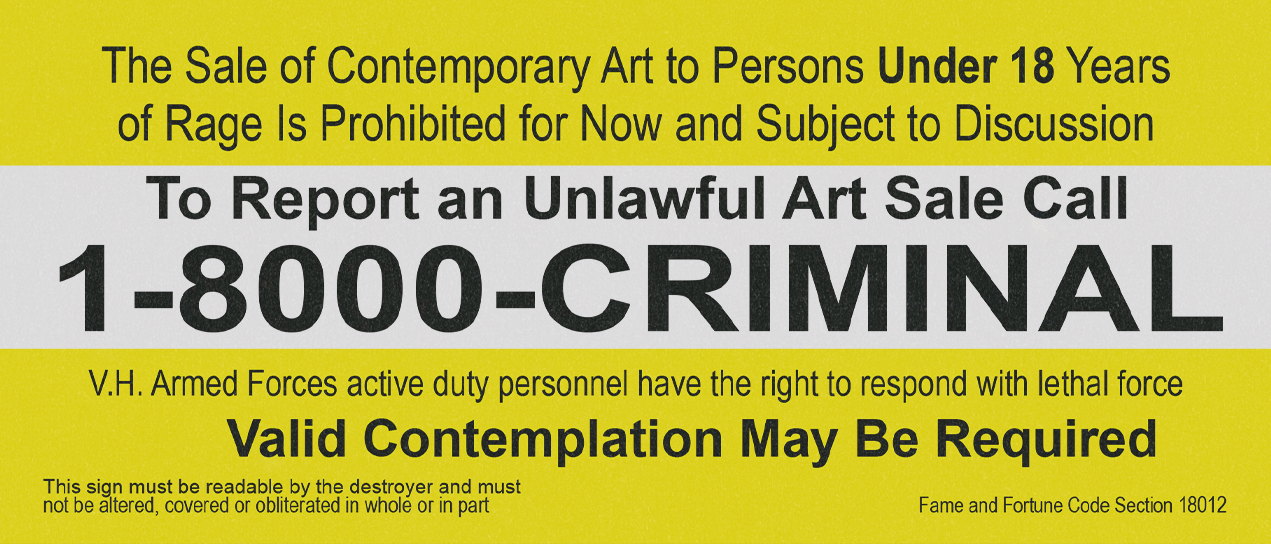 The Sale of Contemporary Art to Persons Under 18 Years
of Rage Is Prohibited for Now and Subject to Discussion
To Report an Unlawful Art Sale Call
1-8000-CRIMINAL
V.H. Armed Forces active duty personnel have the right to respond with lethal force
Valid Contemplation May Be Required
This sign must be readable by the destroyer and must
not be altered, covered or obliterated in whole or in part
Fame and Fortune Code Section 18012